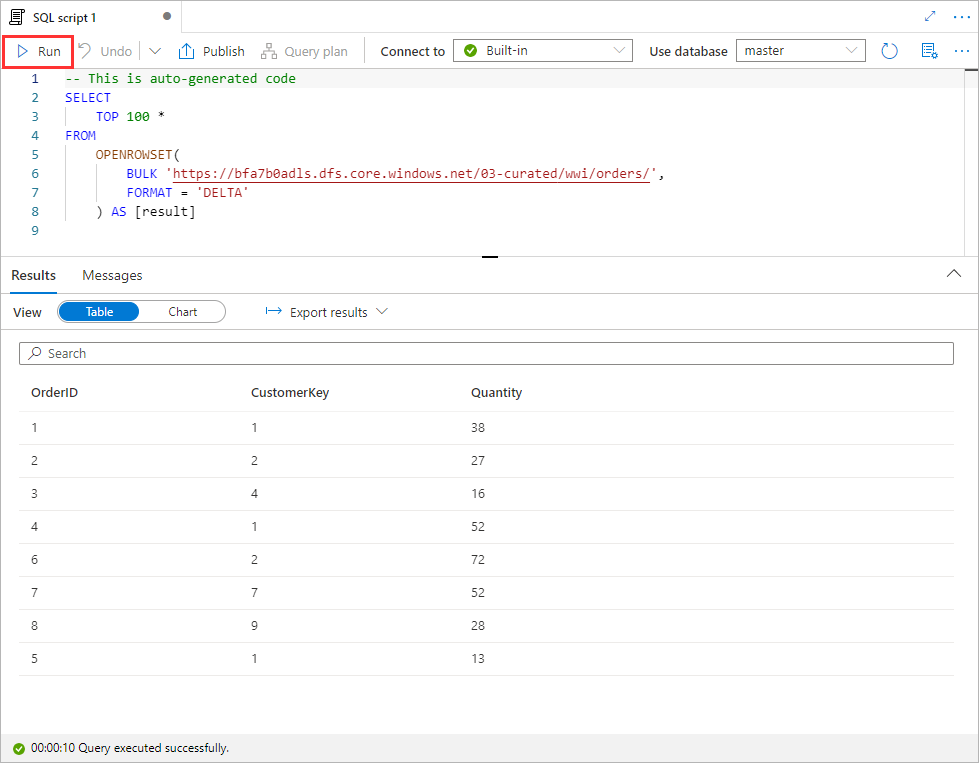 SQL script 1
Run Undo Publish Query plan Connect to Built-in Use database master
1 -- This is auto-generated code
2 SELECT
3 TOP 100 *
4 FROM
5 OPENROWSET(
6 BULK 'https://bfa7b0adls.dfs.core.windows.net/03-curated/wwi/orders/',
7 FORMAT = 'DELTA'
8 ) AS [result]
9
Results Messages
View Table Chart Export results
Search
OrderID CustomerKey Quantity
1 1 38
2 2 27
3 4 16
4 1 52
6 2 72
7 7 52
8 9 28
5 1 13
00:00:10 Query executed successfully.